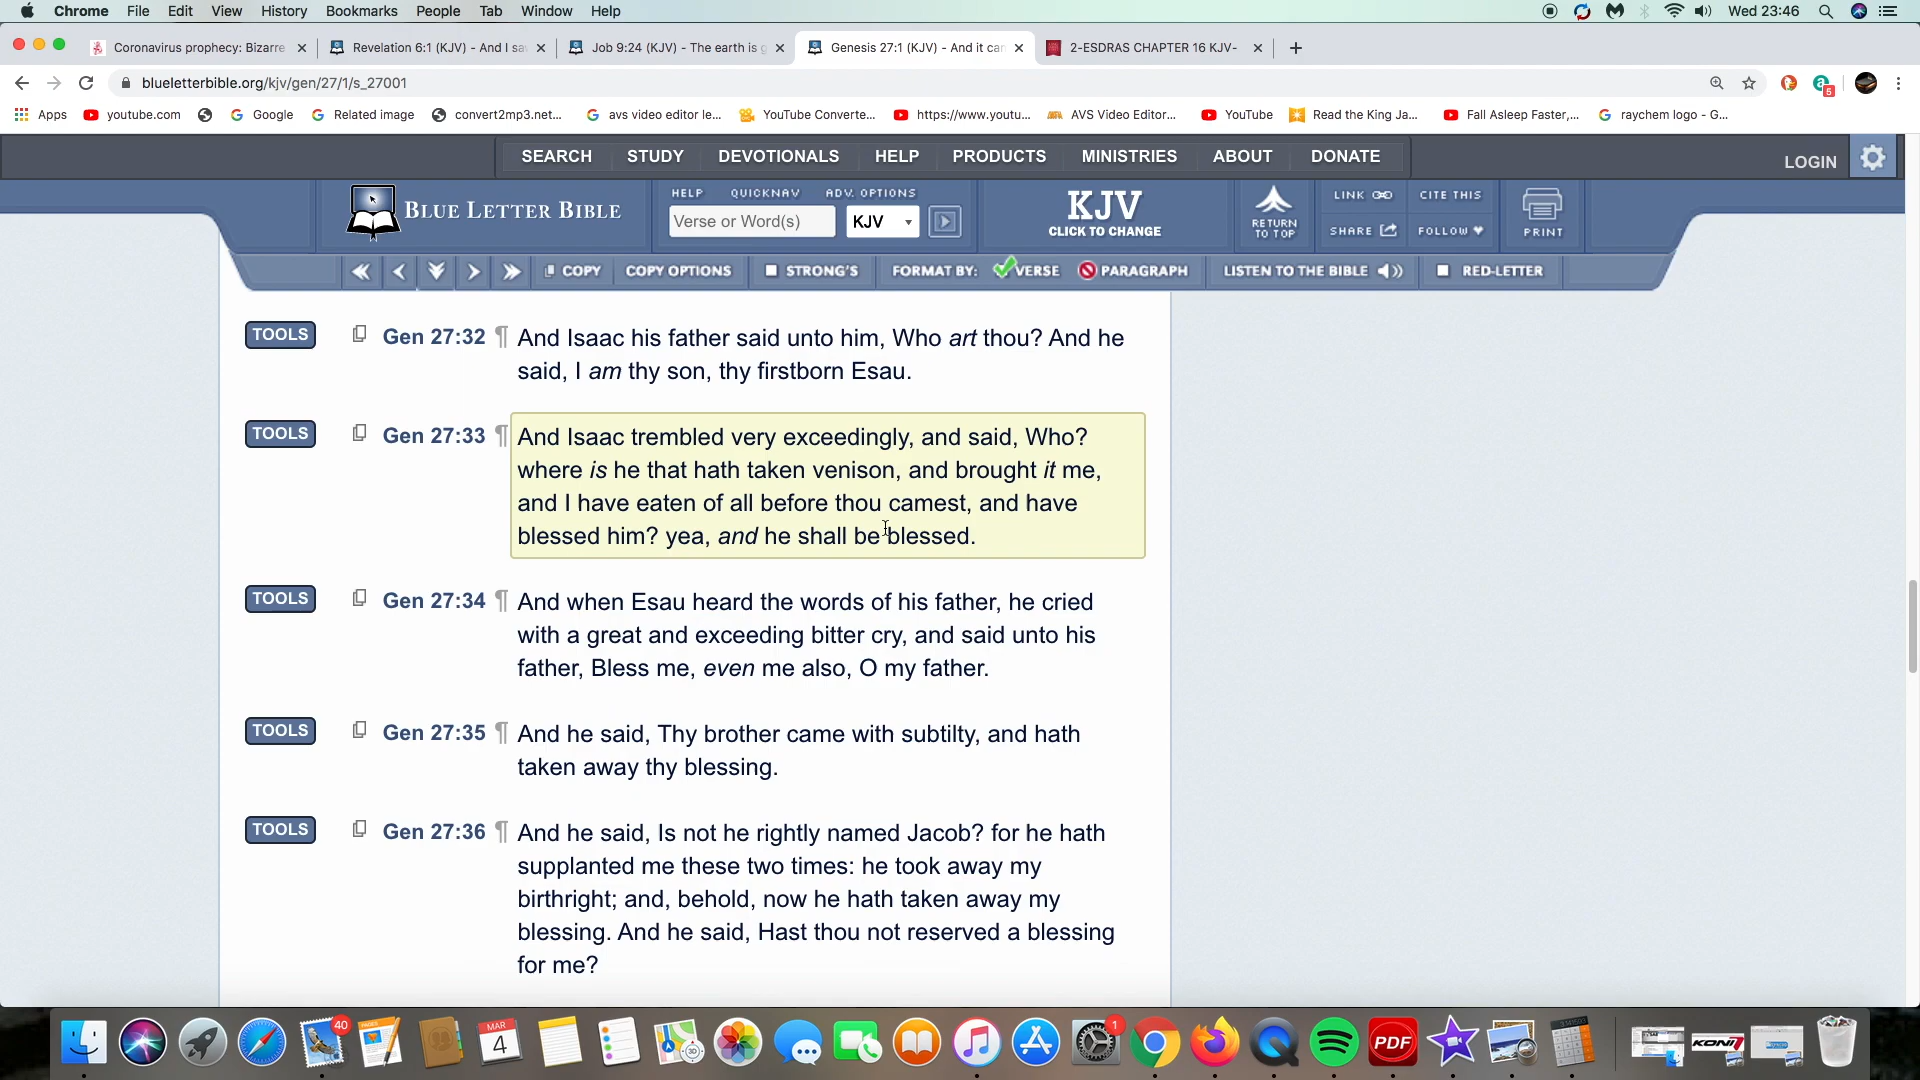 Chrome File Edit View History Bookmarks People Tab Window Help Wed 23:46
Coronavirus prophecy: Bizarre Revelation 6:1 (KJV) - And I sa Job 9:24 (KJV) - The earth is g Genesis 27:1 (KJV) - And it ca 2-ESDRAS CHAPTER 16 KJV-
blueletterbible.org/kjv/gen/27/1/s_27001 5
Apps youtube.com Google Related image convert2mp3.net... avs video editor le... YouTube Converte... https://www.youtu... AVS Video Editor... YouTube Read the King Ja... Fall Asleep Faster,... raychem logo - G...
SEARCH STUDY DEVOTIONALS HELP PRODUCTS MINISTRIES ABOUT DONATE LOGIN
HELP QUICKNAV ADV. OPTIONS
BLUE LETTER BIBLE Verse or Word(s) KJV
KJV
CLICK TO CHANGE
RETURN
TO TOP
LINK CITE THIS
SHARE FOLLOW PRINT
COPY COPY OPTIONS STRONG'S FORMAT BY: VERSE PARAGRAPH LISTEN TO THE BIBLE RED-LETTER
TOOLS Gen 27:32 ¶ And Isaac his father said unto him, Who art thou? And he
said, I am thy son, thy firstborn Esau.
TOOLS Gen 27:33 ¶ And Isaac trembled very exceedingly, and said, Who?
where is he that hath taken venison, and brought it me,
and I have eaten of all before thou camest, and have
blessed him? yea, and he shall be blessed.
TOOLS Gen 27:34 ¶ And when Esau heard the words of his father, he cried
with a great and exceeding bitter cry, and said unto his
father, Bless me, even me also, O my father.
TOOLS Gen 27:35 ¶ And he said, Thy brother came with subtilty, and hath
taken away thy blessing.
TOOLS Gen 27:36 ¶ And he said, Is not he rightly named Jacob? for he hath
supplanted me these two times: he took away my
birthright; and, behold, now he hath taken away my
blessing. And he said, Hast thou not reserved a blessing
for me?
40 PAGES MAR 4 3D 1 PDF KONI